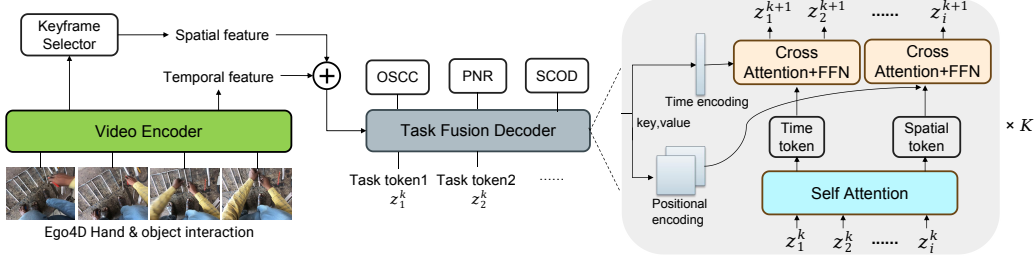 Keyframe
Selector
Spatial feature
Temporal feature
+
Video Encoder
Ego4D Hand & object interaction
OSCC
PNR
SCOD
Task Fusion Decoder
Task token1
Task token2
......
z_1^k
z_2^k
z_1^{k+1}
z_2^{k+1}
......
z_i^{k+1}
Cross
Attention+FFN
Cross
Attention+FFN
Time encoding
key,value
Time
token
Spatial
token
Positional
encoding
Self Attention
z_1^k
z_2^k
......
z_i^k
× K